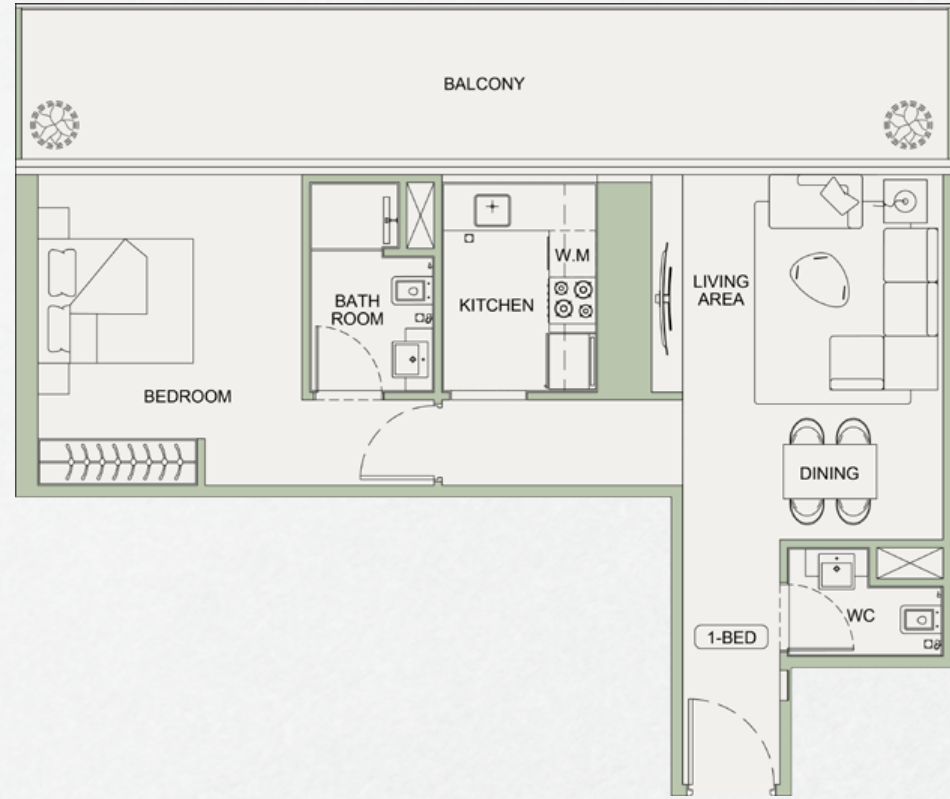 BALCONY
W.M
LIVING
AREA
BATH
ROOM
KITCHEN
BEDROOM
DINING
WC
1-BED